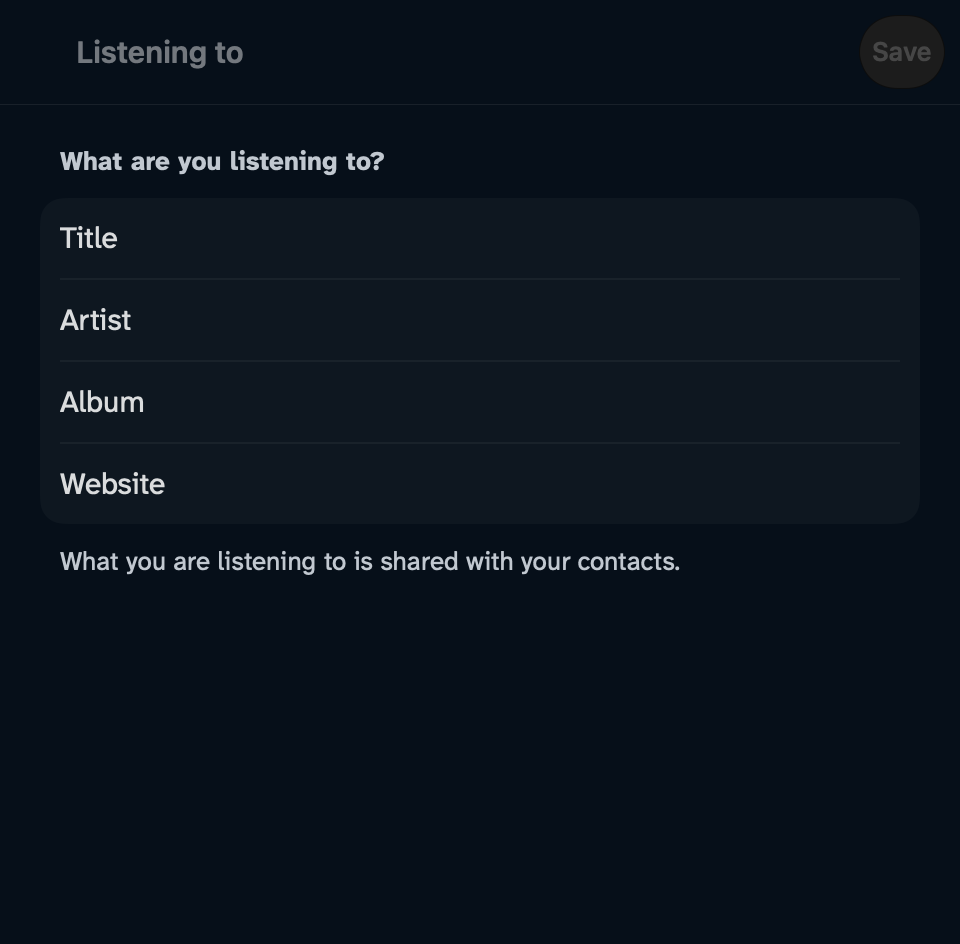 Listening to
Save
What are you listening to?
Title
Artist
Album
Website
What you are listening to is shared with your contacts.